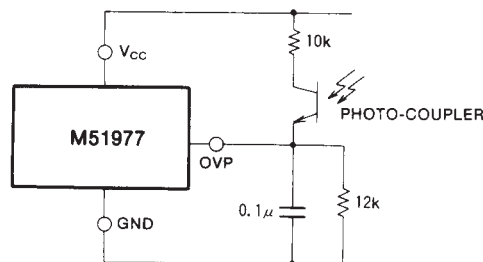 10k
VCC
M51977
PHOTO-COUPLER
OVP
0.1μ
12k
GND